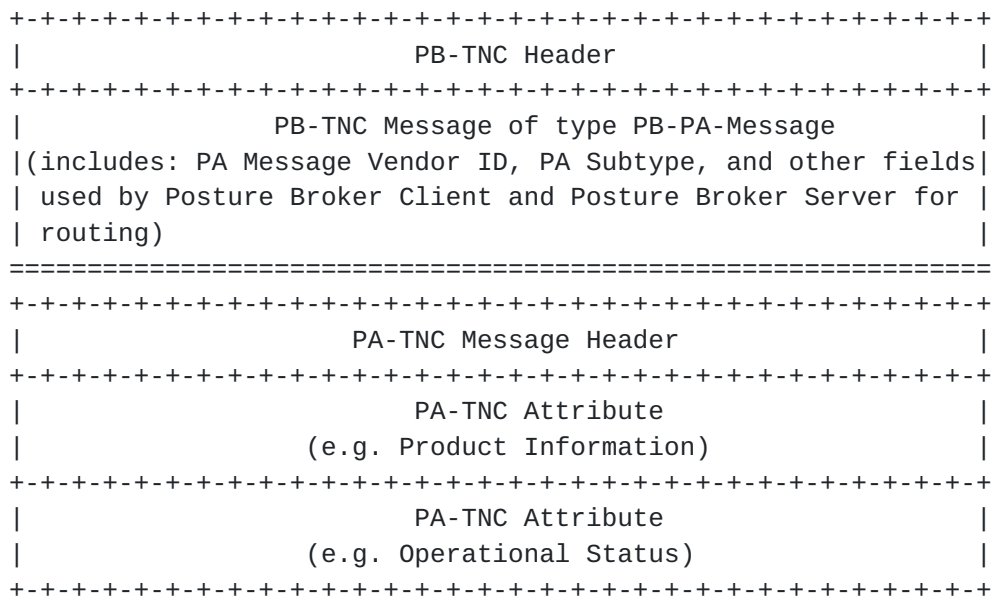 +-+-+-+-+-+-+-+-+-+-+-+-+-+-+-+-+-+-+-+-+-+-+-+-+-+-+-+-+-+-+-+
|                         PB-TNC Header                       |
+-+-+-+-+-+-+-+-+-+-+-+-+-+-+-+-+-+-+-+-+-+-+-+-+-+-+-+-+-+-+-+
|                PB-TNC Message of type PB-PA-Message         |
|(includes: PA Message Vendor ID, PA Subtype, and other fields|
| used by Posture Broker Client and Posture Broker Server for |
| routing)                                                    |
===============================================================
+-+-+-+-+-+-+-+-+-+-+-+-+-+-+-+-+-+-+-+-+-+-+-+-+-+-+-+-+-+-+-+
|                     PA-TNC Message Header                   |
+-+-+-+-+-+-+-+-+-+-+-+-+-+-+-+-+-+-+-+-+-+-+-+-+-+-+-+-+-+-+-+
|                         PA-TNC Attribute                    |
|                  (e.g. Product Information)                 |
+-+-+-+-+-+-+-+-+-+-+-+-+-+-+-+-+-+-+-+-+-+-+-+-+-+-+-+-+-+-+-+
|                         PA-TNC Attribute                    |
|                  (e.g. Operational Status)                  |
+-+-+-+-+-+-+-+-+-+-+-+-+-+-+-+-+-+-+-+-+-+-+-+-+-+-+-+-+-+-+-+